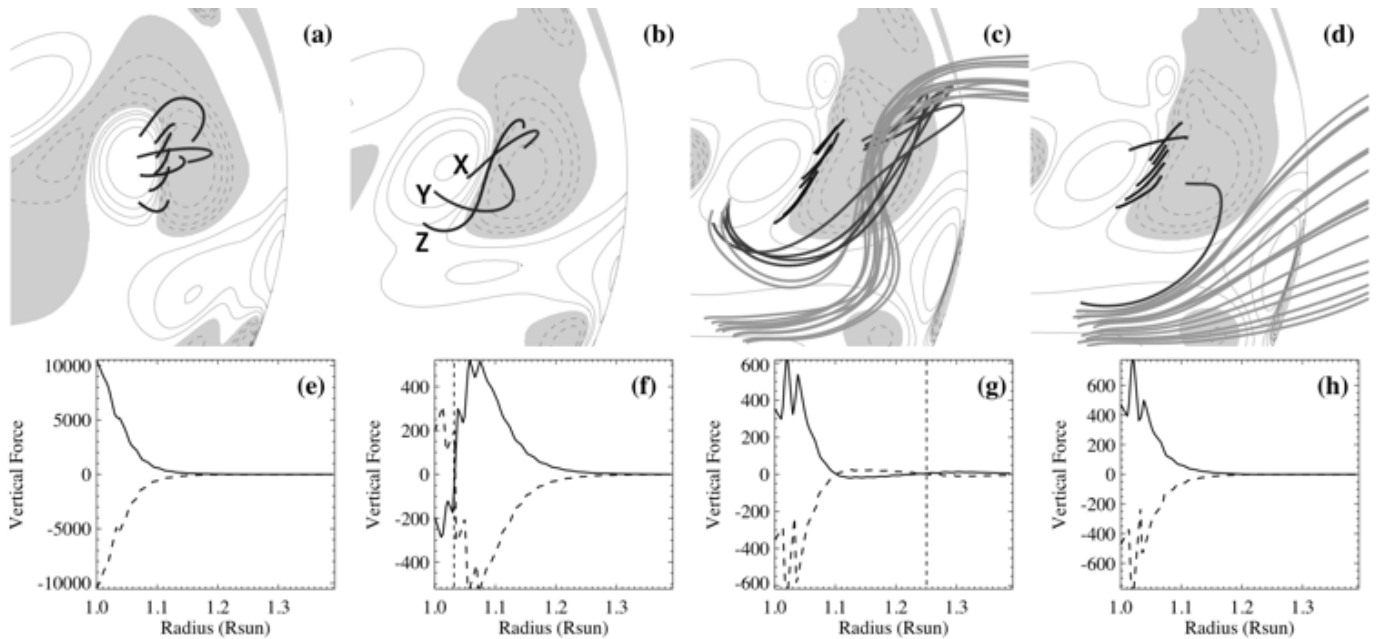 (a)
(b)
(c)
(d)
X
Y
Z
(e)
10000
5000
0
-5000
-10000
Vertical Force
1.0 1.1 1.2 1.3
Radius (Rsun)
(f)
400
200
0
-200
-400
Vertical Force
1.0 1.1 1.2 1.3
Radius (Rsun)
(g)
600
400
200
0
-200
-400
-600
Vertical Force
1.0 1.1 1.2 1.3
Radius (Rsun)
(h)
600
400
200
0
-200
-400
-600
Vertical Force
1.0 1.1 1.2 1.3
Radius (Rsun)